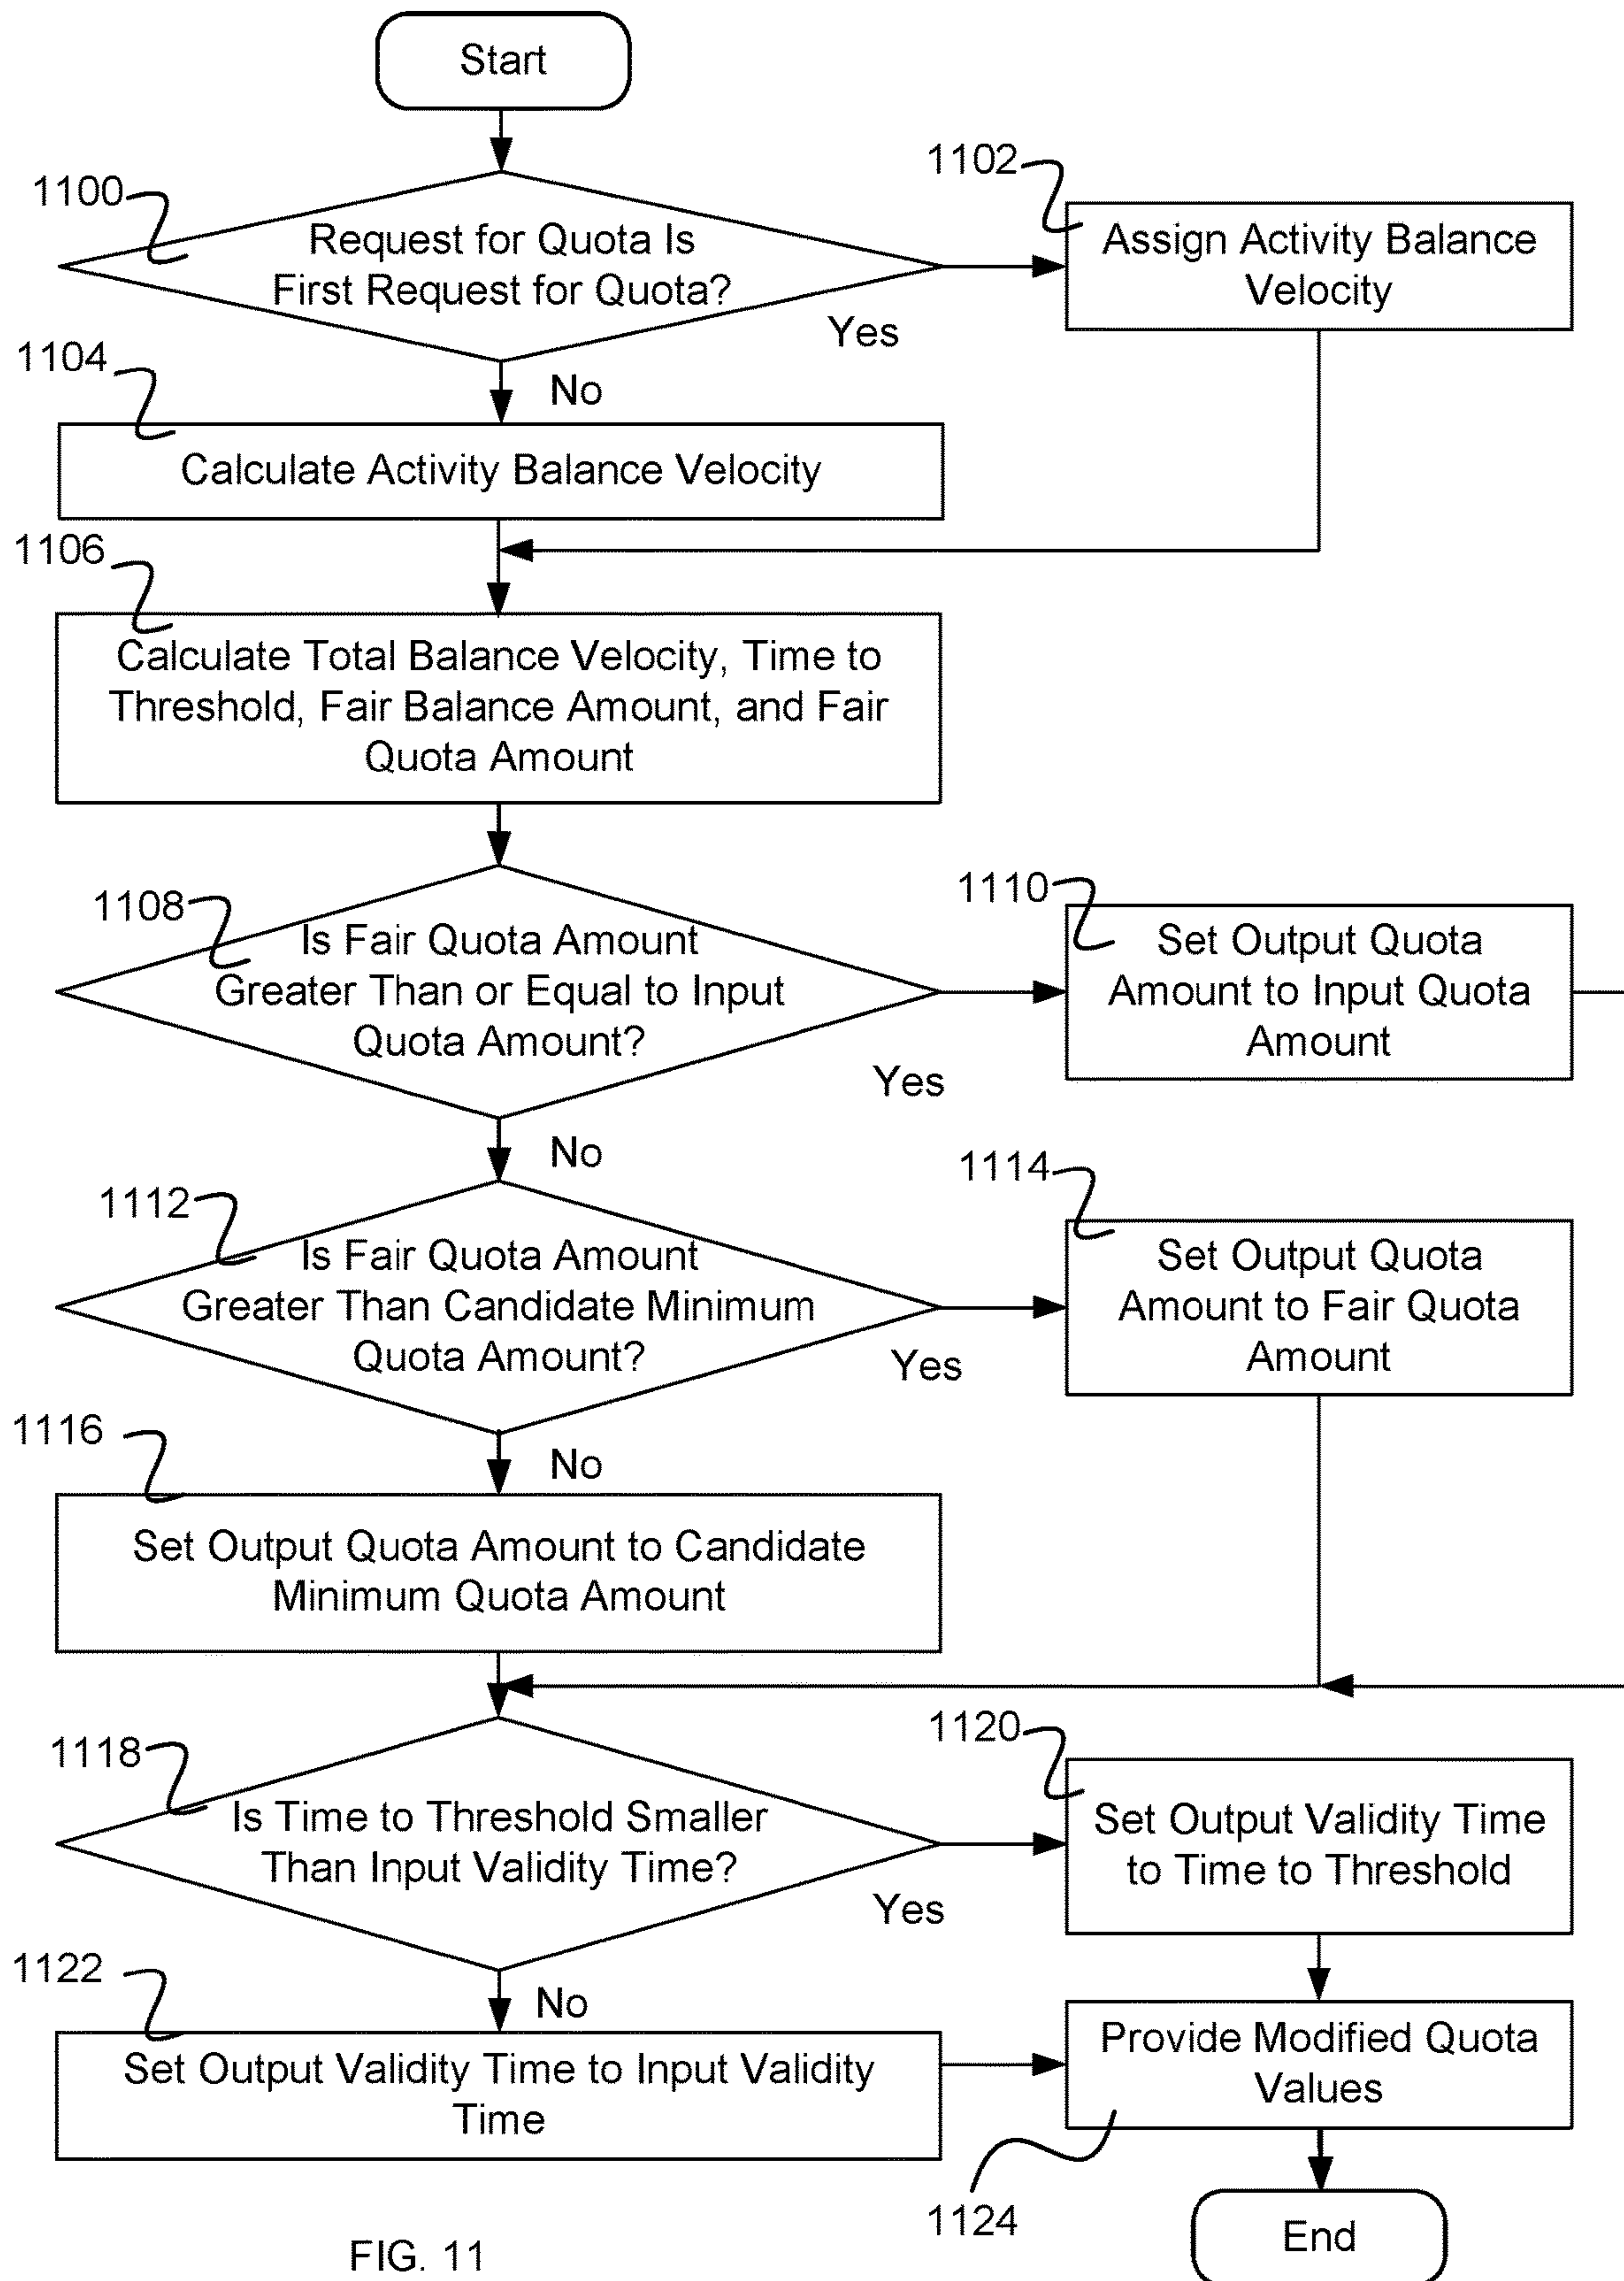 Start
1100
Request for Quota Is
First Request for Quota?
Yes
1102
Assign Activity Balance
Velocity
No
1104
Calculate Activity Balance Velocity
1106
Calculate Total Balance Velocity, Time to
Threshold, Fair Balance Amount, and Fair
Quota Amount
1108
Is Fair Quota Amount
Greater Than or Equal to Input
Quota Amount?
Yes
1110
Set Output Quota
Amount to Input Quota
Amount
No
1112
Is Fair Quota Amount
Greater Than Candidate Minimum
Quota Amount?
Yes
1114
Set Output Quota
Amount to Fair Quota
Amount
No
1116
Set Output Quota Amount to Candidate
Minimum Quota Amount
1118
Is Time to Threshold Smaller
Than Input Validity Time?
Yes
1120
Set Output Validity Time
to Time to Threshold
No
1122
Set Output Validity Time to Input Validity
Time
Provide Modified Quota
Values
1124
End
FIG. 11